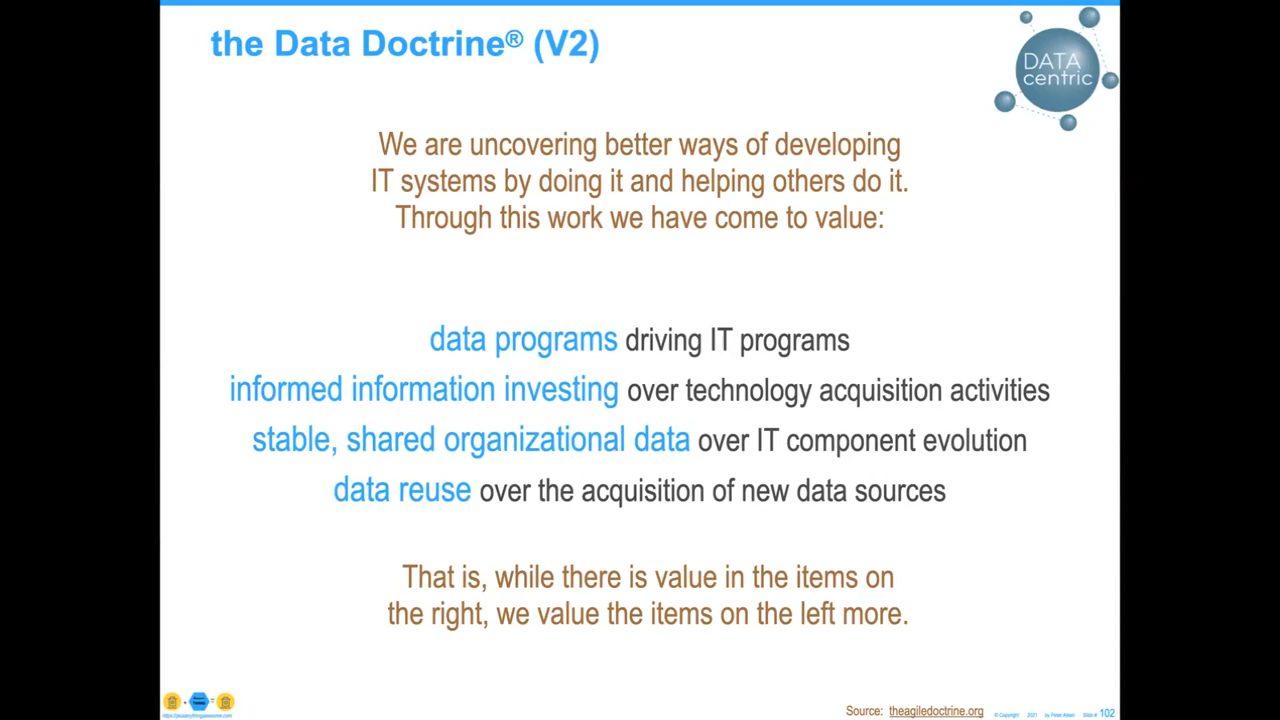 the Data Doctrine® (V2)
DATA
centric
We are uncovering better ways of developing
IT systems by doing it and helping others do it.
Through this work we have come to value:
data programs driving IT programs
informed information investing over technology acquisition activities
stable, shared organizational data over IT component evolution
data reuse over the acquisition of new data sources
That is, while there is value in the items on
the right, we value the items on the left more.
https://plusanythingawesome.com
Source: theagiledoctrine.org
© Copyright 2021 by Peter Aiken Slide # 102